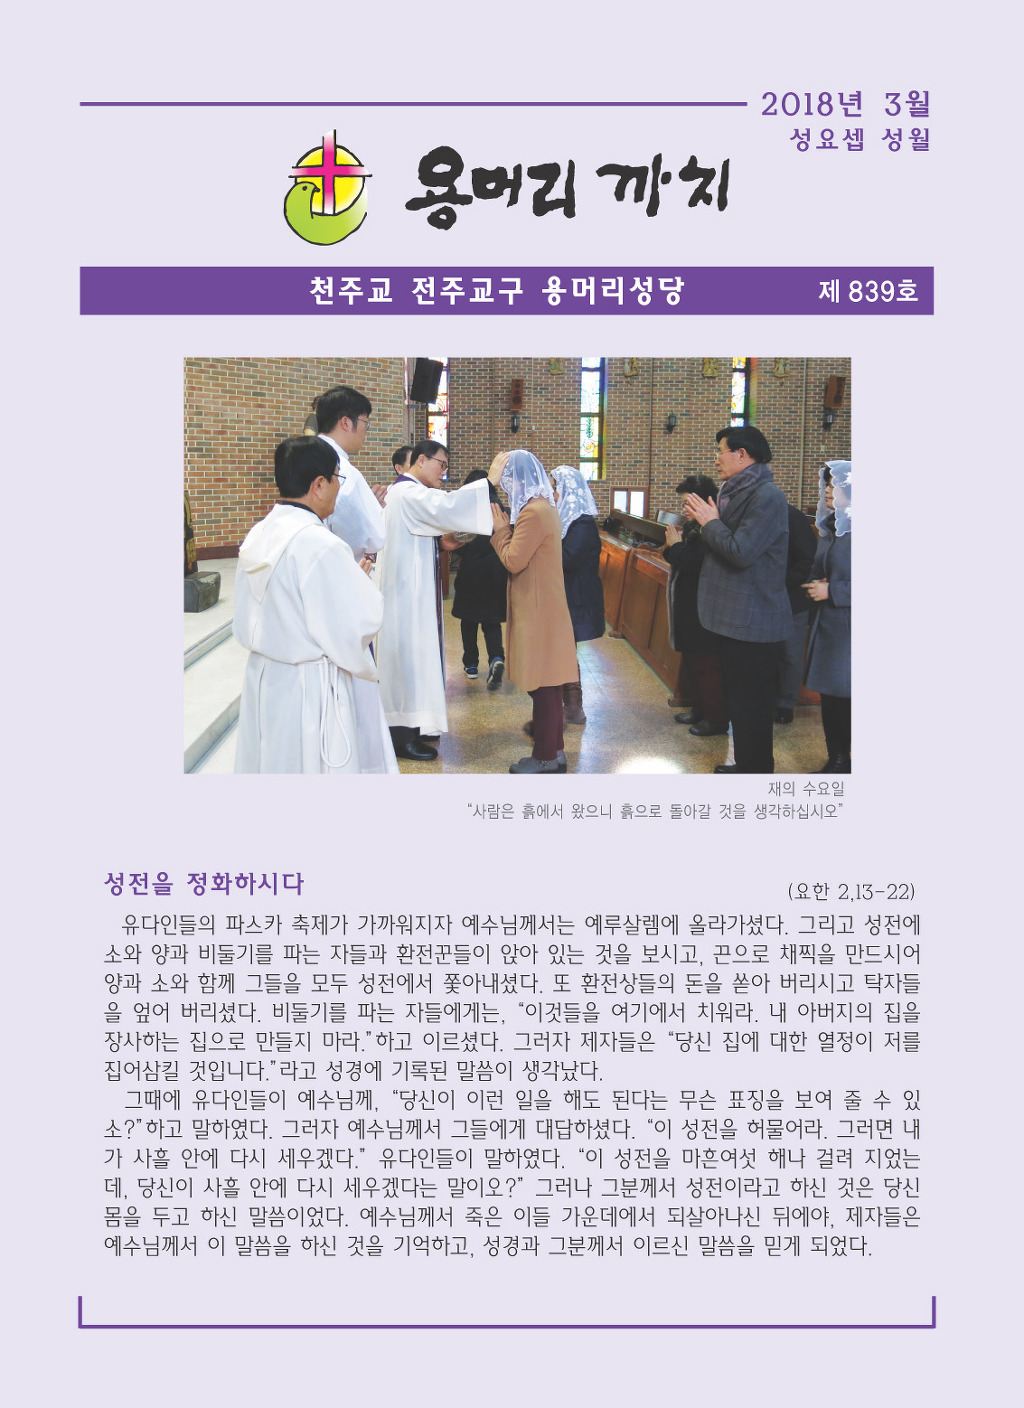 2018년 3월
성요셉 성월
용머리 까치
천주교 전주교구 용머리성당 제 839호
재의 수요일
“사람은 흙에서 왔으니 흙으로 돌아갈 것을 생각하십시오”
성전을 정화하시다 (요한 2,13-22)
유다인들의 파스카 축제가 가까워지자 예수님께서는 예루살렘에 올라가셨다. 그리고 성전에
소와 양과 비둘기를 파는 자들과 환전꾼들이 앉아 있는 것을 보시고, 끈으로 채찍을 만드시어
양과 소와 함께 그들을 모두 성전에서 쫓아내셨다. 또 환전상들의 돈을 쏟아 버리시고 탁자들
을 엎어 버리셨다. 비둘기를 파는 자들에게는, “이것들을 여기에서 치워라. 내 아버지의 집을
장사하는 집으로 만들지 마라.”하고 이르셨다. 그러자 제자들은 “당신 집에 대한 열정이 저를
집어삼킬 것입니다.”라고 성경에 기록된 말씀이 생각났다.
그때에 유다인들이 예수님께, “당신이 이런 일을 해도 된다는 무슨 표징을 보여 줄 수 있
소?”하고 말하였다. 그러자 예수님께서 그들에게 대답하셨다. “이 성전을 허물어라. 그러면 내
가 사흘 안에 다시 세우겠다.” 유다인들이 말하였다. “이 성전을 마흔여섯 해나 걸려 지었는
데, 당신이 사흘 안에 다시 세우겠다는 말이오?” 그러나 그분께서 성전이라고 하신 것은 당신
몸을 두고 하신 말씀이었다. 예수님께서 죽은 이들 가운데에서 되살아나신 뒤에야, 제자들은
예수님께서 이 말씀을 하신 것을 기억하고, 성경과 그분께서 이르신 말씀을 믿게 되었다.